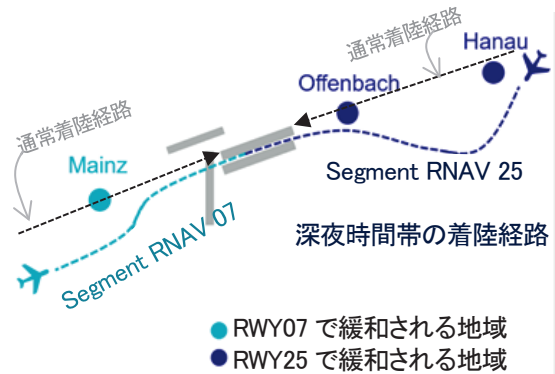 通常着陸経路
Hanau
Offenbach
通常着陸経路
Mainz
Segment RNAV 25
Segment RNAV 07
深夜時間帯の着陸経路
RWY07 で緩和される地域
RWY25 で緩和される地域